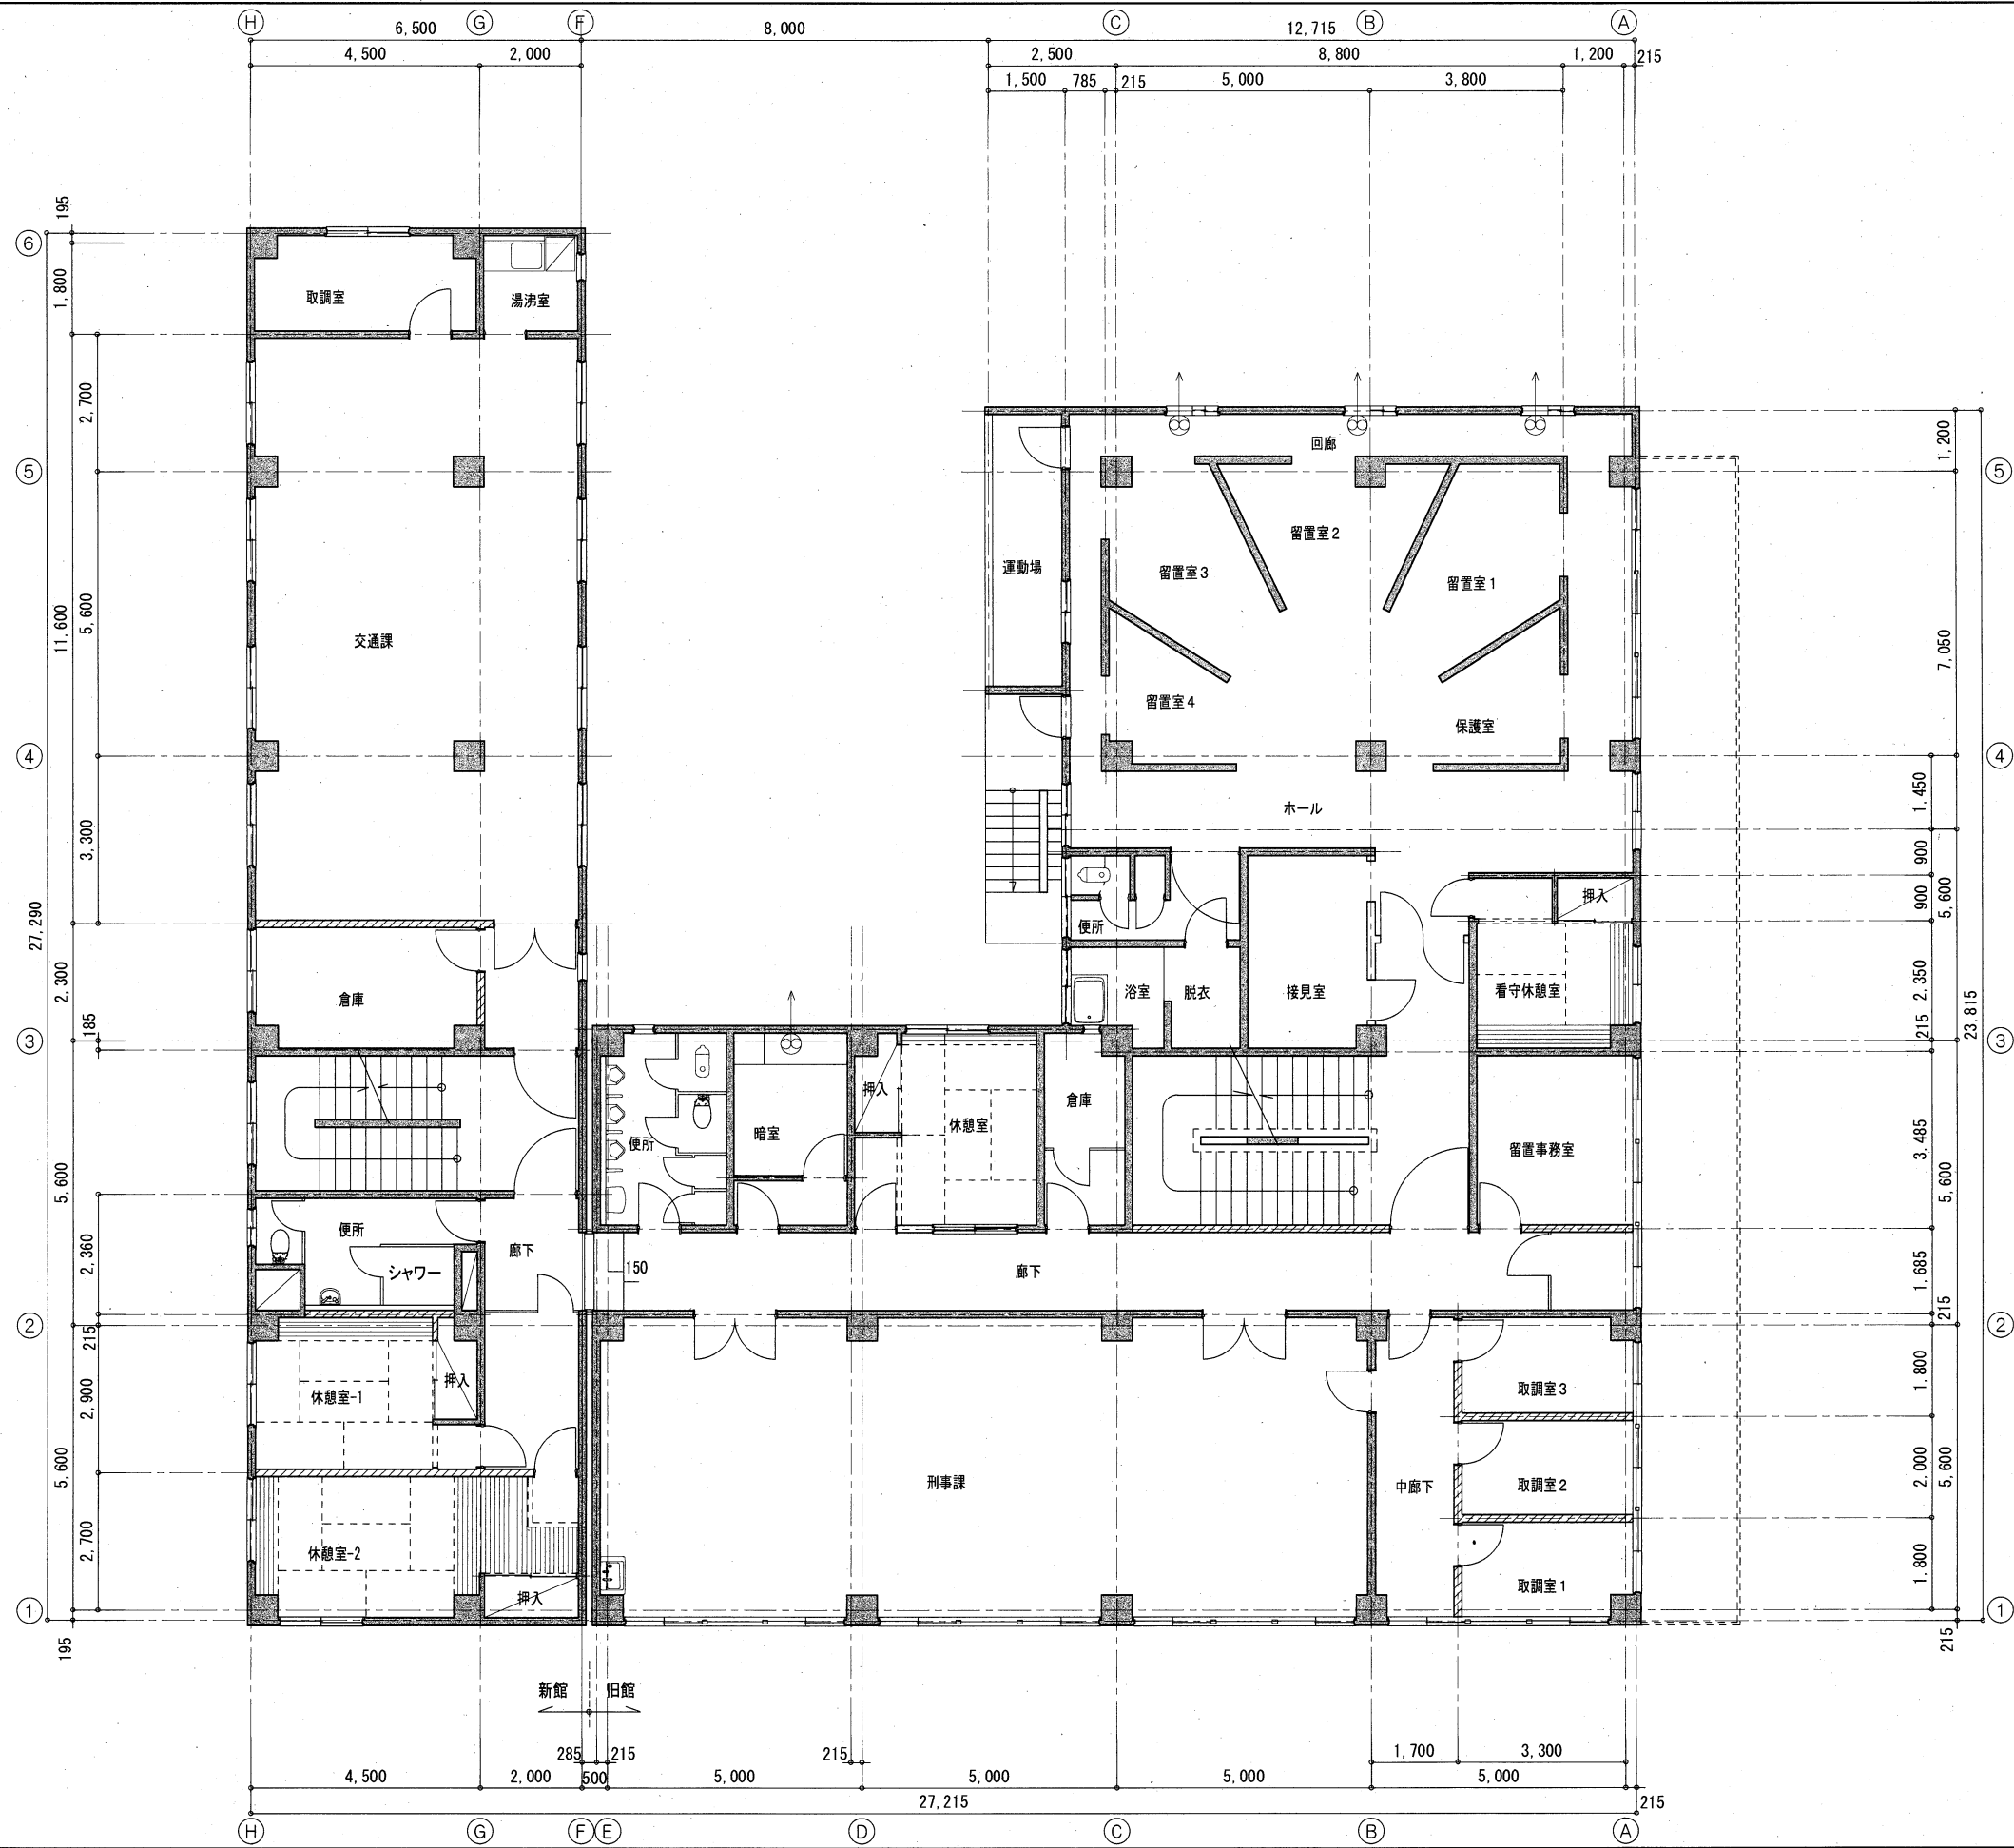 H G F C B A
6,500 8,000 12,715
4,500 2,000 2,500 8,800 1,200 215
1,500 785 215 5,000 3,800
195
6
1,800
取調室
湯沸室
2,700
回廊
1,200
5
5
留置室2
運動場
留置室3
留置室1
11,600
5,600
交通課
7,050
留置室4
保護室
4
4
ホール
1,450
3,300
900
押入
900
5,600
便所
27,290
2,300
倉庫
浴室
脱衣
接見室
看守休憩室
2,350
23,815
185
215
3
3
押入
倉庫
休憩室
暗室
便所
留置事務室
3,485
5,600
5,600
便所
廊下
2,360
シャワー
150
廊下
1,685
215
2
2
215
押入
休憩室-1
取調室3
1,800
2,900
刑事課
中廊下
取調室2
2,000
5,600
5,600
2,700
休憩室-2
押入
取調室1
1,800
1
1
195
215
新館 旧館
285 215 215 1,700 3,300
4,500 2,000 500 5,000 5,000 5,000 5,000
27,215 215
H G F E D C B A